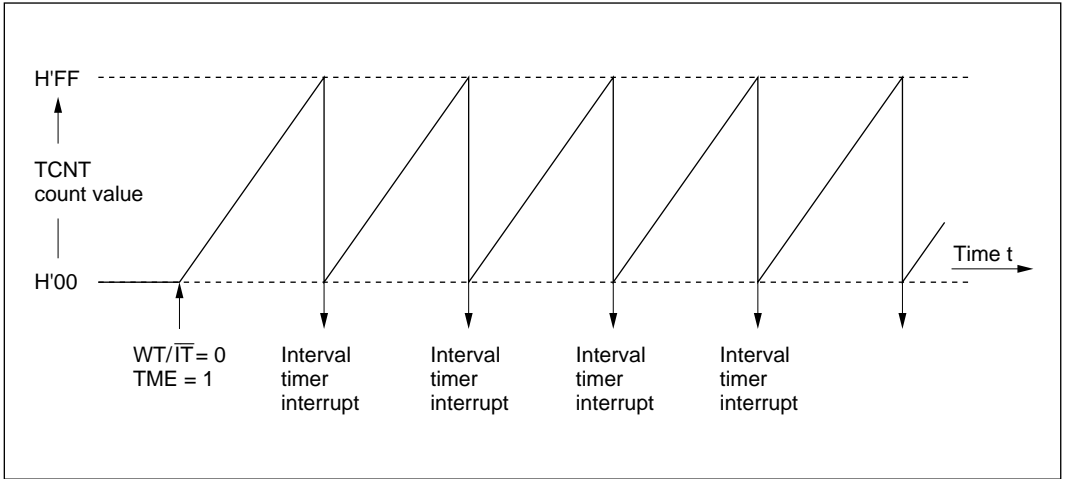 H'FF
TCNT
count value
H'00
Time t
WT/I̅T̅ = 0
TME = 1
Interval
timer
interrupt
Interval
timer
interrupt
Interval
timer
interrupt
Interval
timer
interrupt